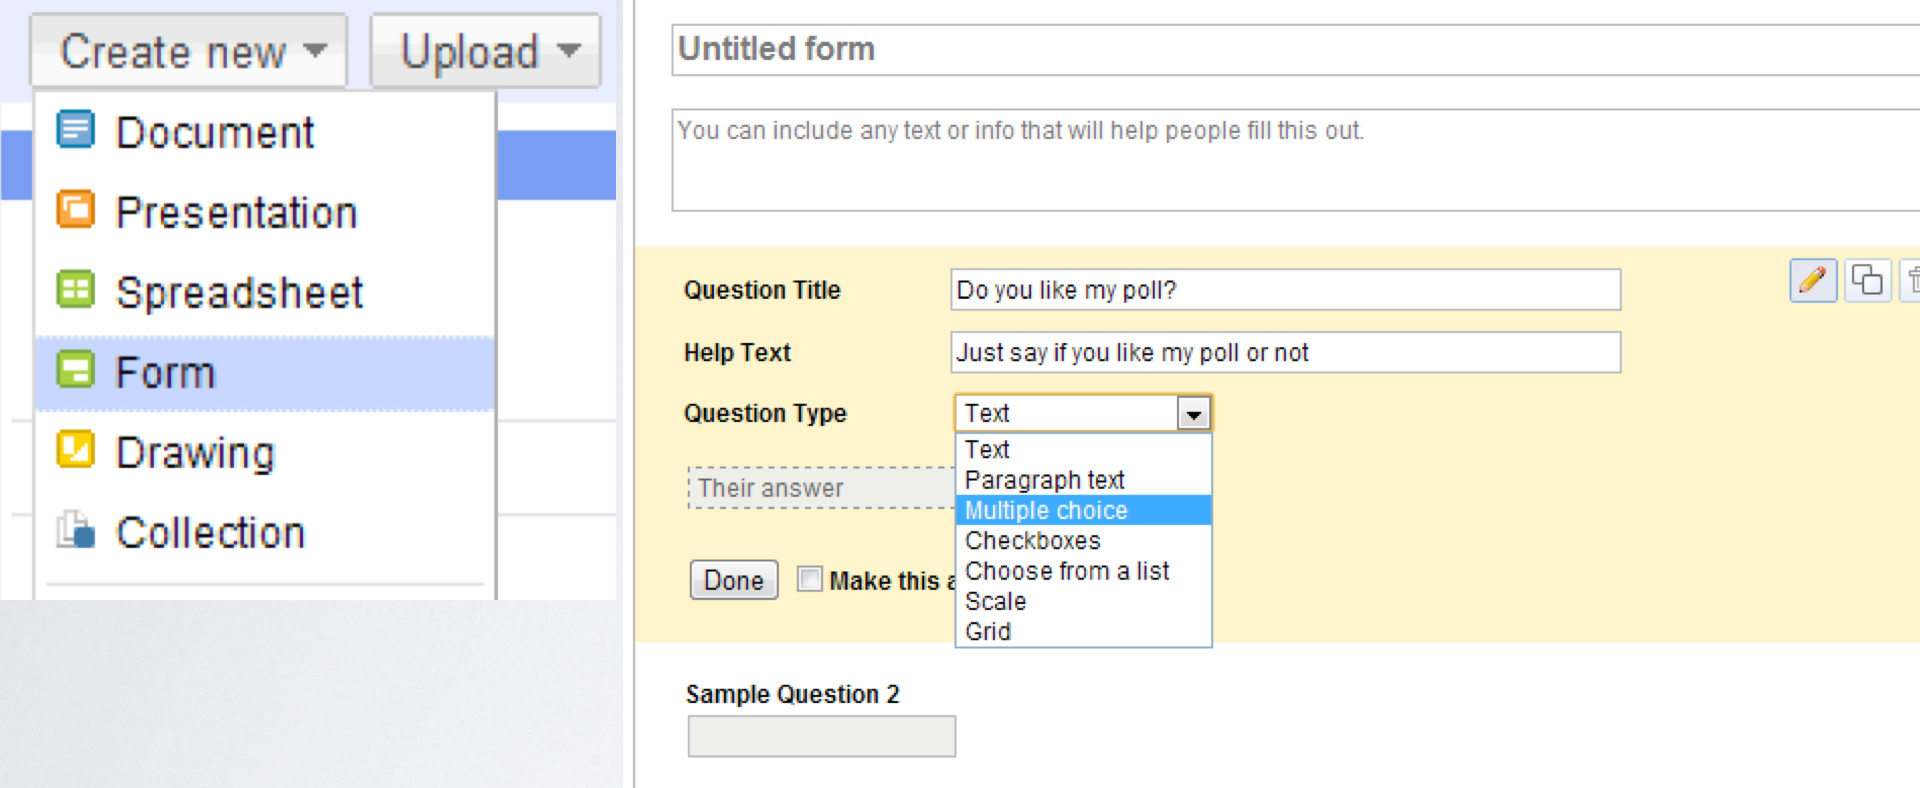 Create new
Upload
Document
Presentation
Spreadsheet
Form
Drawing
Collection
Untitled form
You can include any text or info that will help people fill this out.
Question Title
Do you like my poll?
Help Text
Just say if you like my poll or not
Question Type
Text
Text
Paragraph text
Multiple choice
Checkboxes
Choose from a list
Scale
Grid
Their answer
Done
Make this a
Sample Question 2